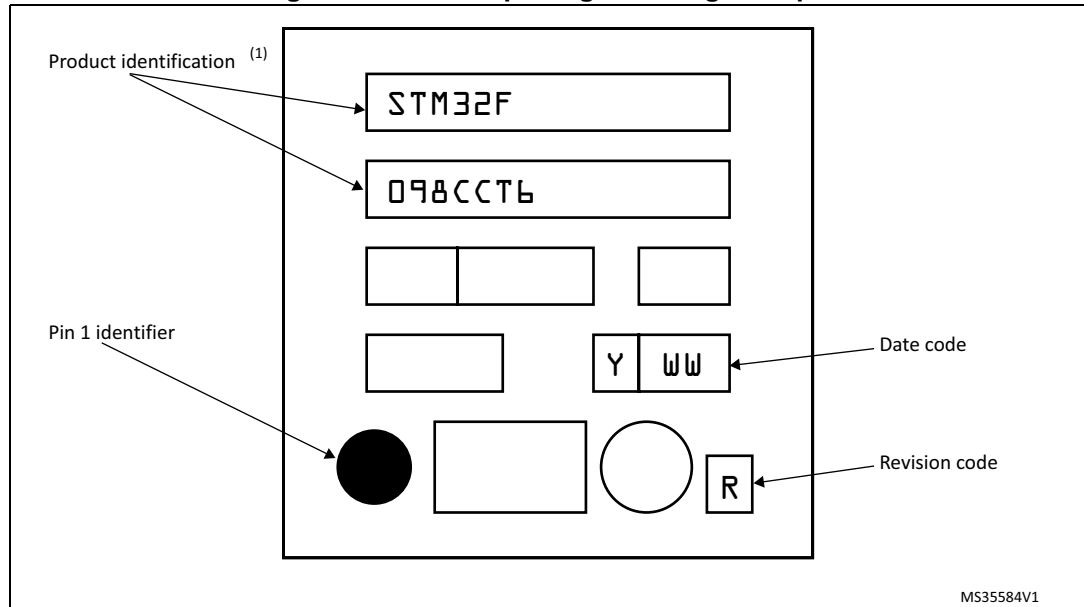 Product identification (1)
STM32F
098CCT6
Pin 1 identifier
Y WW
Date code
R
Revision code
MS35584V1